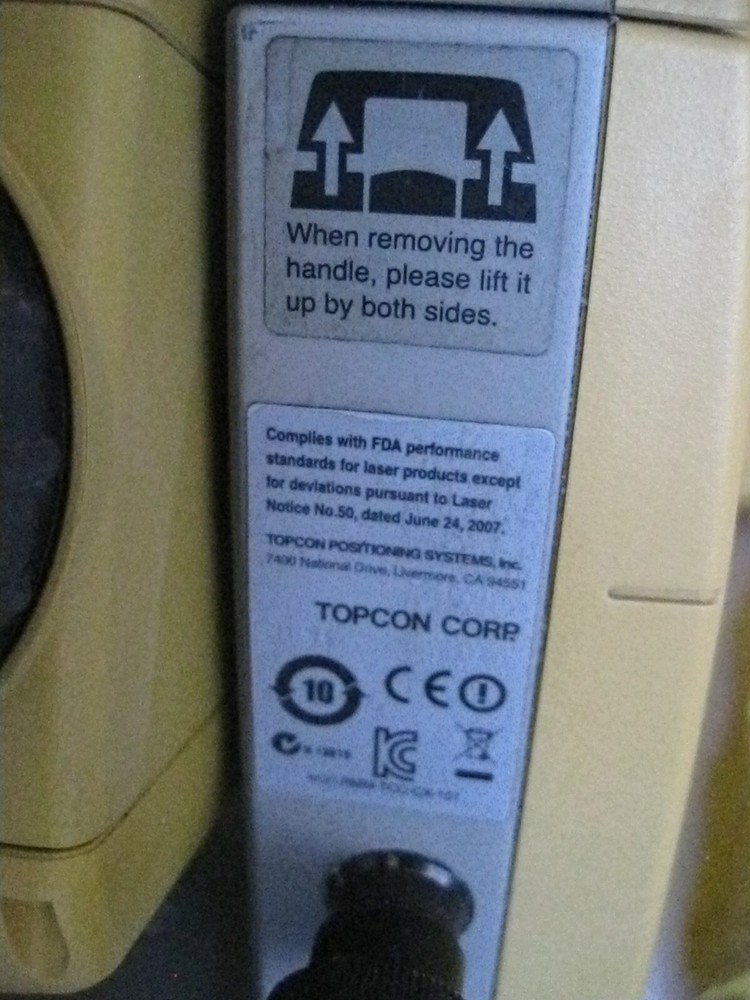 When removing the
handle, please lift it
up by both sides.
Complies with FDA performance
standards for laser products except
for deviations pursuant to Laser
Notice No.50, dated June 24, 2007.
TOPCON POSITIONING SYSTEMS, Inc.
7400 National Drive, Livermore, CA 94551
TOPCON CORP.
10 CE